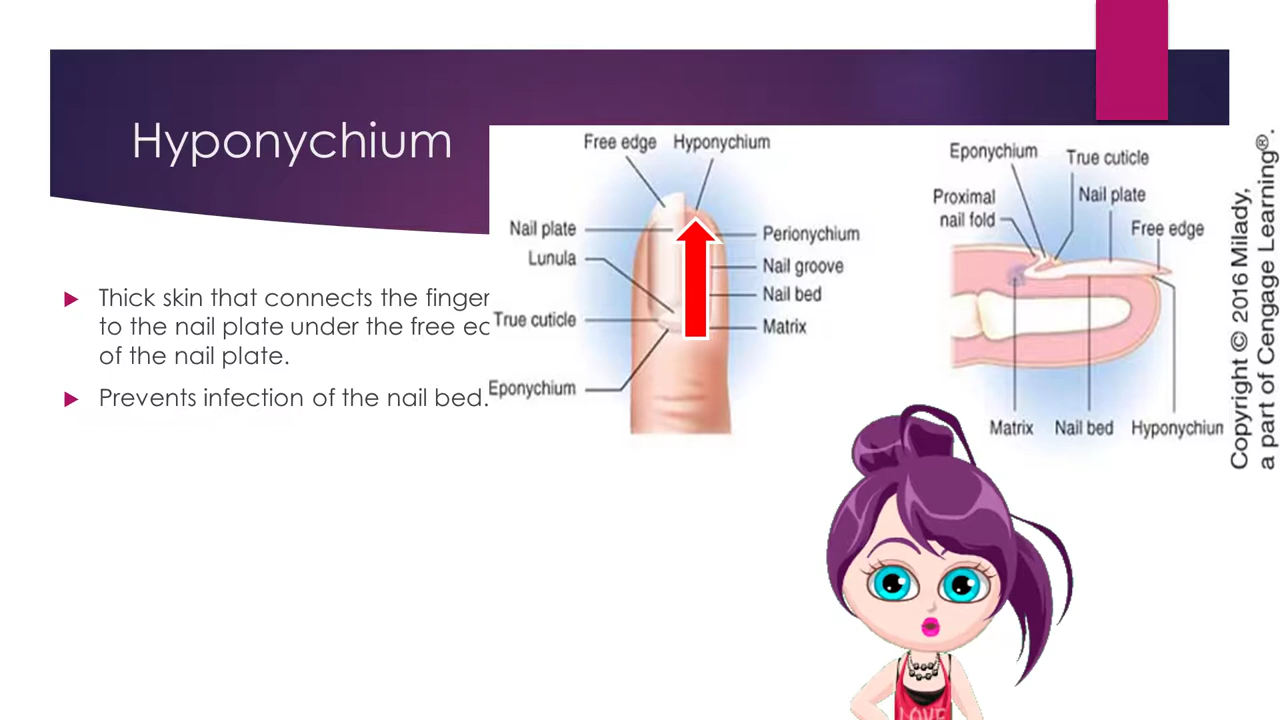 Hyponychium
Thick skin that connects the finger
to the nail plate under the free
of the nail plate.
Prevents infection of the nail bed.
Free edge
Hyponychium
Nail plate
Lunula
True cuticle
Eponychium
Perionychium
Nail groove
Nail bed
Matrix
Eponychium
True cuticle
Proximal
nail fold
Nail plate
Free edge
Matrix
Nail bed
Hyponychium
Copyright © 2016 Milady,
a part of Cengage Learning®.
LOVE